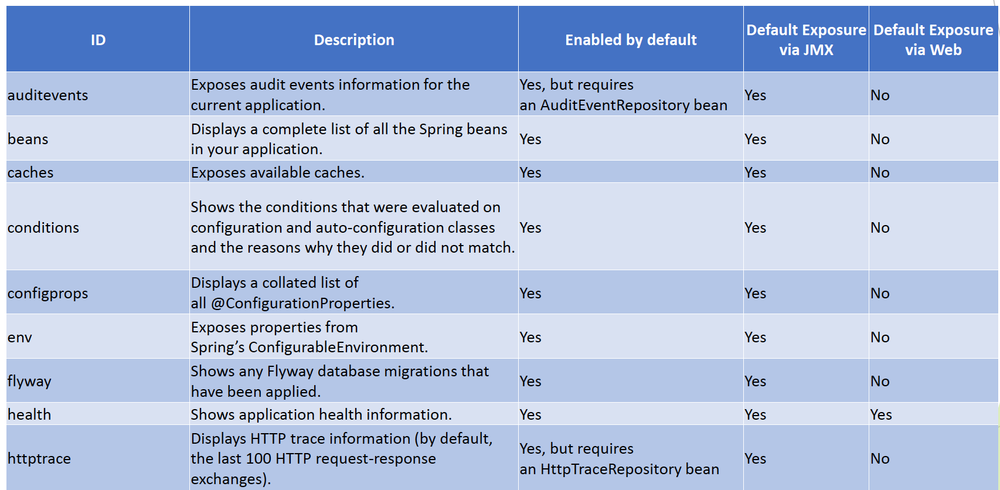 ID
Description
Enabled by default
Default Exposure
via JMX
Default Exposure
via Web
auditevents
Exposes audit events information for the
current application.
Yes, but requires
an AuditEventRepository bean
Yes
No
beans
Displays a complete list of all the Spring beans
in your application.
Yes
Yes
No
caches
Exposes available caches.
Yes
Yes
No
conditions
Shows the conditions that were evaluated on
configuration and auto-configuration classes
and the reasons why they did or did not match.
Yes
Yes
No
configprops
Displays a collated list of
all @ConfigurationProperties.
Yes
Yes
No
env
Exposes properties from
Spring’s ConfigurableEnvironment.
Yes
Yes
No
flyway
Shows any Flyway database migrations that
have been applied.
Yes
Yes
No
health
Shows application health information.
Yes
Yes
Yes
httptrace
Displays HTTP trace information (by default,
the last 100 HTTP request-response
exchanges).
Yes, but requires
an HttpTraceRepository bean
Yes
No